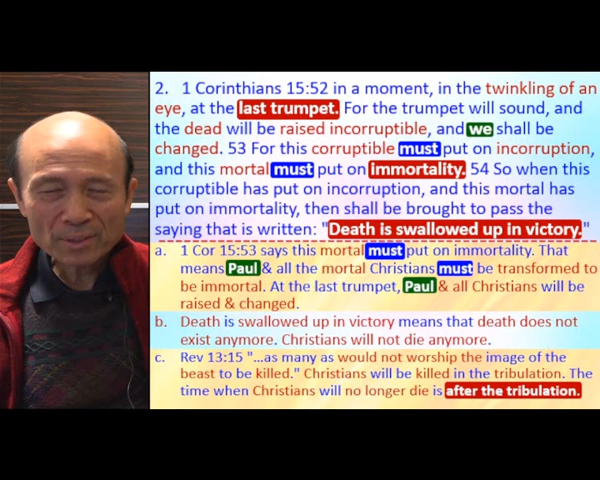 2. 1 Corinthians 15:52 in a moment, in the twinkling of an
eye, at the last trumpet. For the trumpet will sound, and
the dead will be raised incorruptible, and we shall be
changed. 53 For this corruptible must put on incorruption,
and this mortal must put on immortality. 54 So when this
corruptible has put on incorruption, and this mortal has
put on immortality, then shall be brought to pass the
saying that is written: "Death is swallowed up in victory."
a. 1 Cor 15:53 says this mortal must put on immortality. That
means Paul & all the mortal Christians must be transformed to
be immortal. At the last trumpet, Paul & all Christians will be
raised & changed.
b. Death is swallowed up in victory means that death does not
exist anymore. Christians will not die anymore.
c. Rev 13:15 "...as many as would not worship the image of the
beast to be killed." Christians will be killed in the tribulation. The
time when Christians will no longer die is after the tribulation.